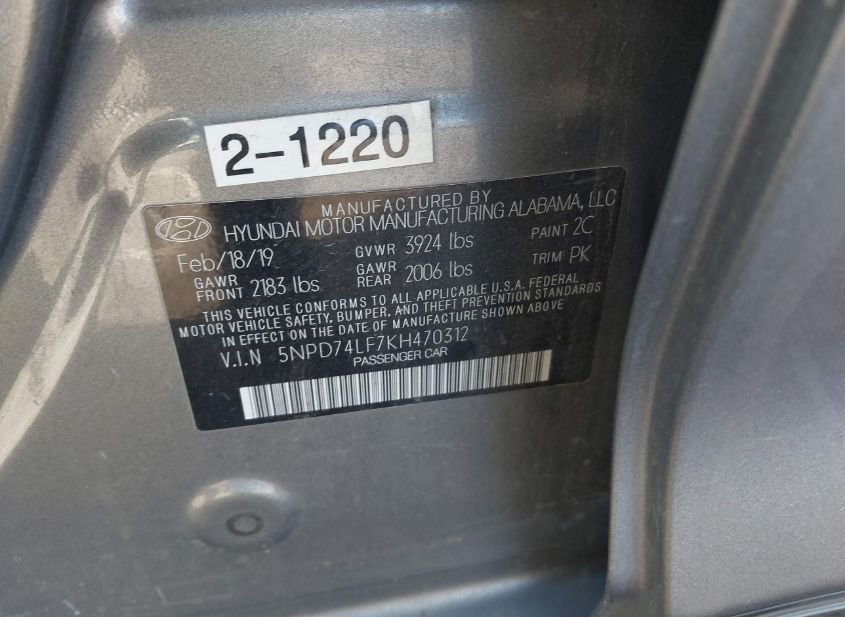 2-1220
MANUFACTURED BY
HYUNDAI MOTOR MANUFACTURING ALABAMA, LLC
Feb/18/19 GVWR 3924 lbs PAINT 2C
GAWR FRONT 2183 lbs GAWR REAR 2006 lbs TRIM PK
THIS VEHICLE CONFORMS TO ALL APPLICABLE U.S.A. FEDERAL
MOTOR VEHICLE SAFETY, BUMPER, AND THEFT PREVENTION STANDARDS
IN EFFECT ON THE DATE OF MANUFACTURE SHOWN ABOVE
V.I.N 5NPD74LF7KH470312
PASSENGER CAR